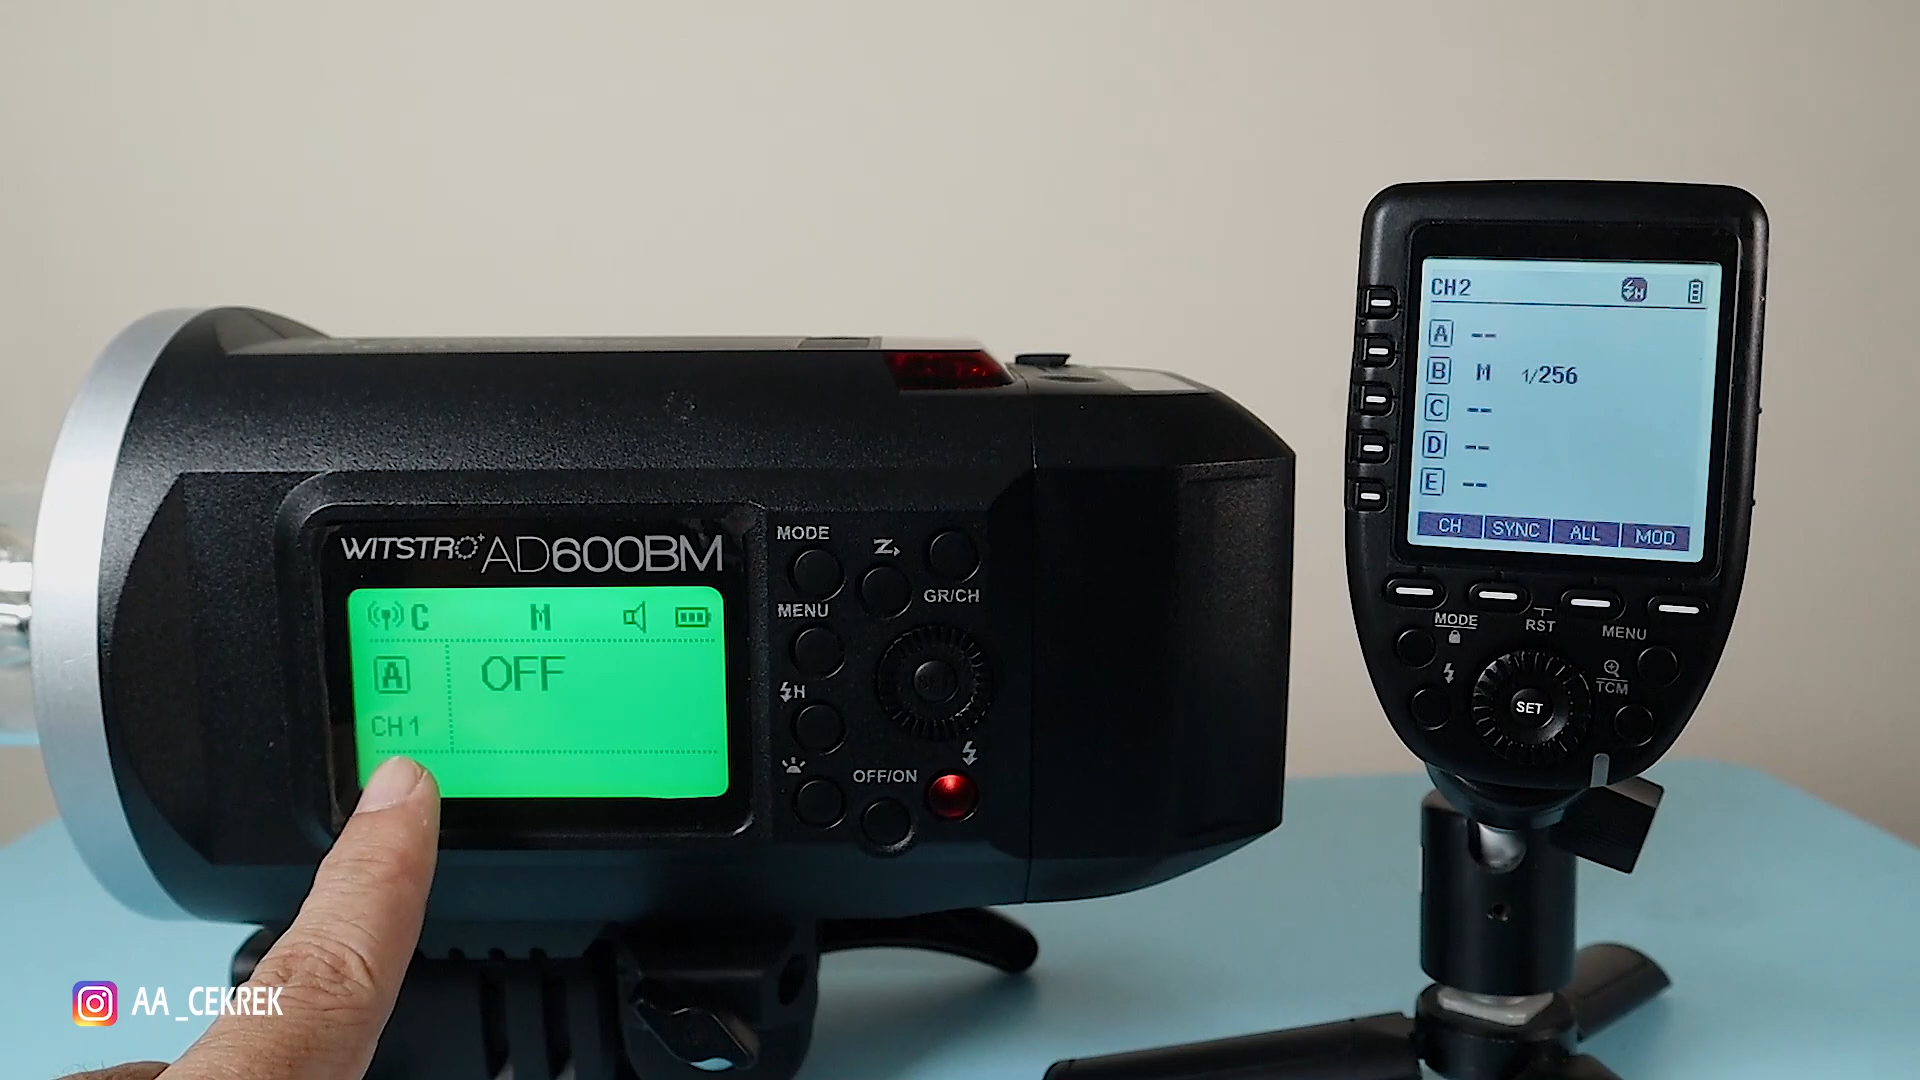 WITSTRO AD600BM
C M
A OFF
CH1
MODE
MENU
GR/CH
H
SET
OFF/ON
CH2
H
A --
B M 1/256
C --
D --
E --
CH SYNC ALL MOD
MODE
RST
MENU
TCM
SET
AA_CEKREK